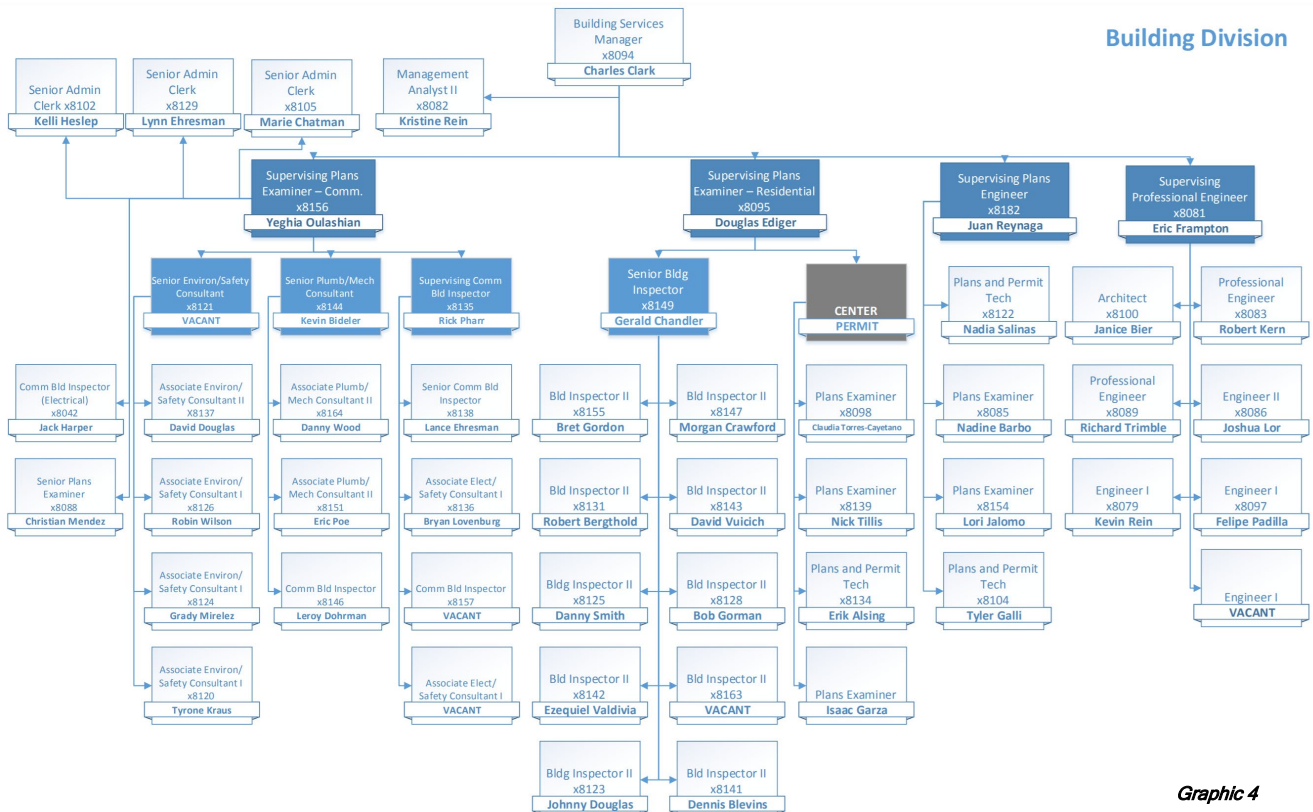 Building Division
Building Services
Manager
x8094
Charles Clark
Senior Admin
Clerk x8102
Kelli Heslep
Senior Admin
Clerk
x8129
Lynn Ehresman
Senior Admin
Clerk
x8105
Marie Chatman
Management
Analyst II
x8082
Kristine Rein
Supervising Plans
Examiner – Comm.
x8156
Yeghia Oulashian
Supervising Plans
Examiner – Residential
x8095
Douglas Ediger
Supervising Plans
Engineer
x8182
Juan Reynaga
Supervising
Professional Engineer
x8081
Eric Frampton
Senior Environ/Safety
Consultant
x8121
VACANT
Senior Plumb/Mech
Consultant
x8144
Kevin Bideler
Supervising Comm
Bld Inspector
x8135
Rick Pharr
Senior Bldg
Inspector
x8149
Gerald Chandler
CENTER
PERMIT
Plans and Permit
Tech
x8122
Nadia Salinas
Architect
x8100
Janice Bier
Professional
Engineer
x8083
Robert Kern
Comm Bld Inspector
(Electrical)
x8042
Jack Harper
Associate Environ/
Safety Consultant II
X8137
David Douglas
Associate Plumb/
Mech Consultant II
x8164
Danny Wood
Senior Comm Bld
Inspector
x8138
Lance Ehresman
Bld Inspector II
x8155
Bret Gordon
Bld Inspector II
x8147
Morgan Crawford
Plans Examiner
x8098
Claudia Torres-Cayetano
Plans Examiner
x8085
Nadine Barbo
Professional
Engineer
x8089
Richard Trimble
Engineer II
x8086
Joshua Lor
Senior Plans
Examiner
x8088
Christian Mendez
Associate Environ/
Safety Consultant I
x8126
Robin Wilson
Associate Plumb/
Mech Consultant II
x8151
Eric Poe
Associate Elect/
Safety Consultant I
x8136
Bryan Lovenburg
Bld Inspector II
x8131
Robert Bergthold
Bld Inspector II
x8143
David Vuicich
Plans Examiner
x8139
Nick Tillis
Plans Examiner
x8154
Lori Jalomo
Engineer I
x8079
Kevin Rein
Engineer I
x8097
Felipe Padilla
Associate Environ/
Safety Consultant I
x8124
Grady Mirelez
Comm Bld Inspector
x8146
Leroy Dohrman
Comm Bld Inspector
x8157
VACANT
Bldg Inspector II
x8125
Danny Smith
Bld Inspector II
x8128
Bob Gorman
Plans and Permit
Tech
x8134
Erik Alsing
Plans and Permit
Tech
x8104
Tyler Galli
Engineer I
VACANT
Associate Environ/
Safety Consultant I
x8120
Tyrone Kraus
Associate Elect/
Safety Consultant I
VACANT
Bld Inspector II
x8142
Ezequiel Valdivia
Bld Inspector II
x8163
VACANT
Plans Examiner
Isaac Garza
Bldg Inspector II
x8123
Johnny Douglas
Bld Inspector II
x8141
Dennis Blevins
Graphic 4